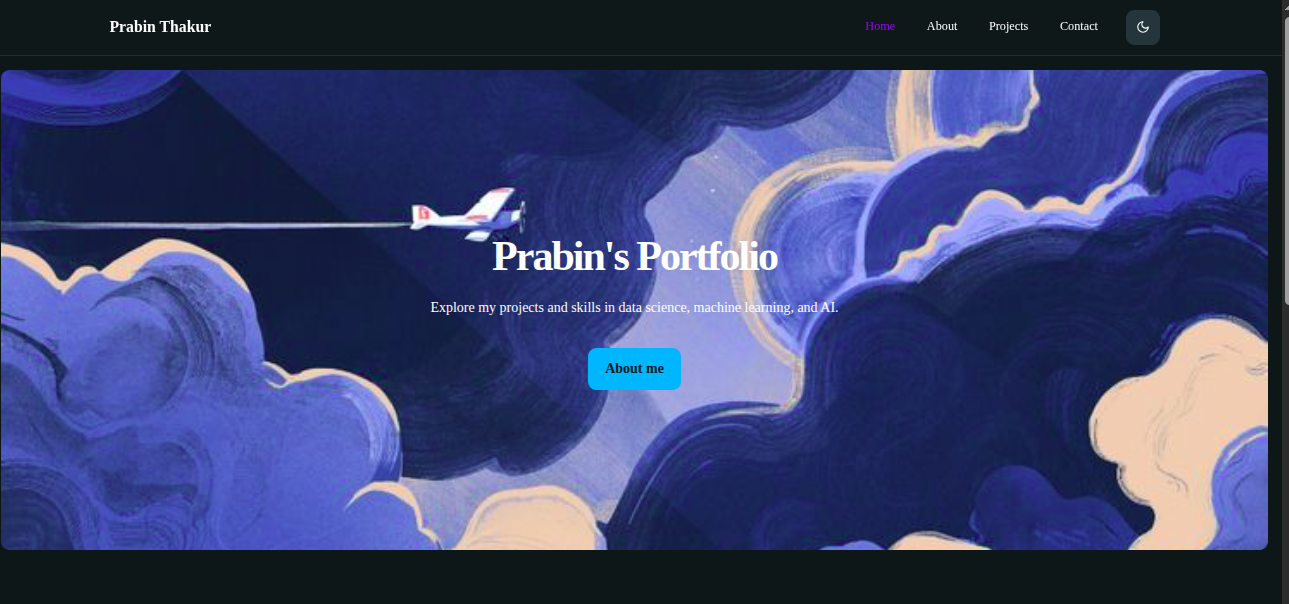 Prabin Thakur
Home About Projects Contact
Prabin's Portfolio
Explore my projects and skills in data science, machine learning, and AI.
About me